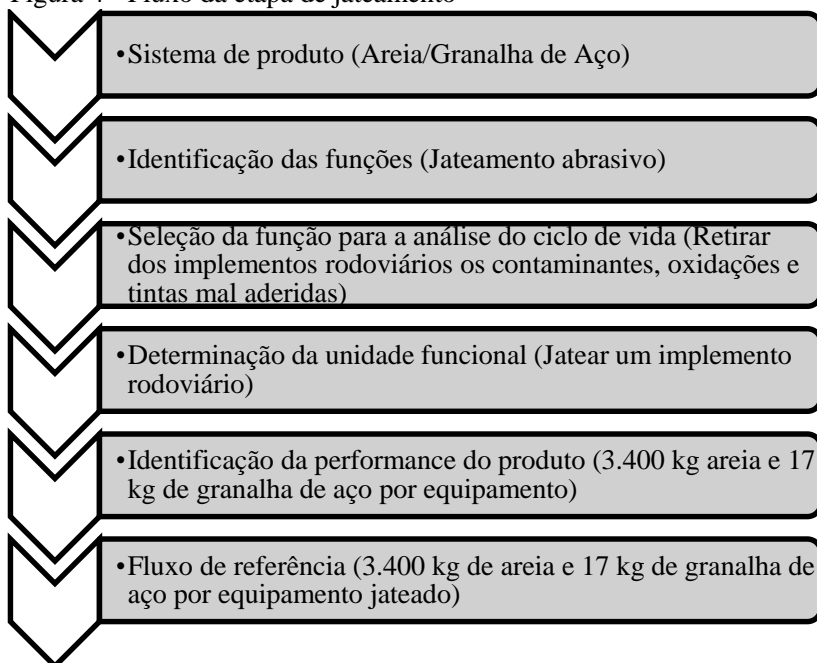 Figura 4 - Fluxo da etapa de jateamento
•Sistema de produto (Areia/Granalha de Aço)
•Identificação das funções (Jateamento abrasivo)
•Seleção da função para a análise do ciclo de vida (Retirar
dos implementos rodoviários os contaminantes, oxidações e
tintas mal aderidas)
•Determinação da unidade funcional (Jatear um implemento
rodoviário)
•Identificação da performance do produto (3.400 kg areia e 17
kg de granalha de aço por equipamento)
•Fluxo de referência (3.400 kg de areia e 17 kg de granalha de
aço por equipamento jateado)